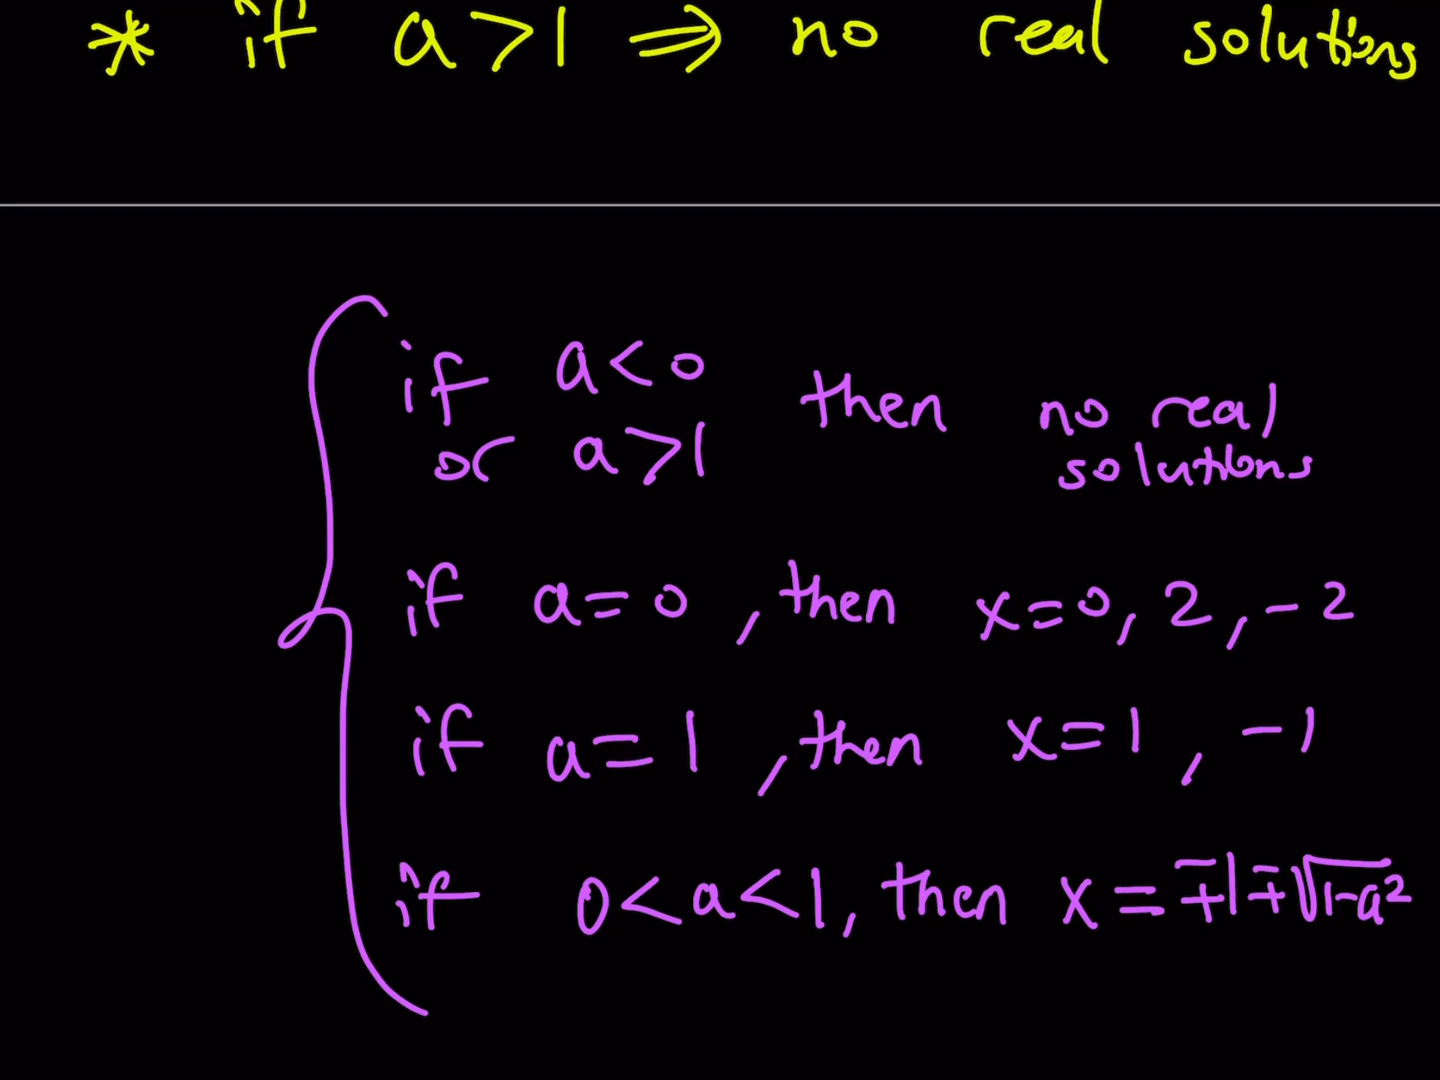 * if a>1 ⇒ no real solutions
if a<0 then no real
or a>1 solutions
if a=0, then x=0, 2, -2
if a=1, then x=1, -1
if 0<a<1, then x=∓1∓√1-a²